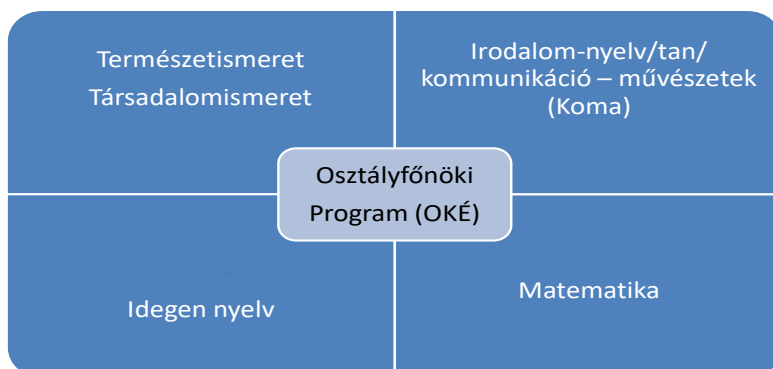 Természetismeret
Társadalomismeret
Irodalom-nyelv/tan/
kommunikáció – művészetek
(Koma)
Osztályfőnöki
Program (OKÉ)
Idegen nyelv
Matematika